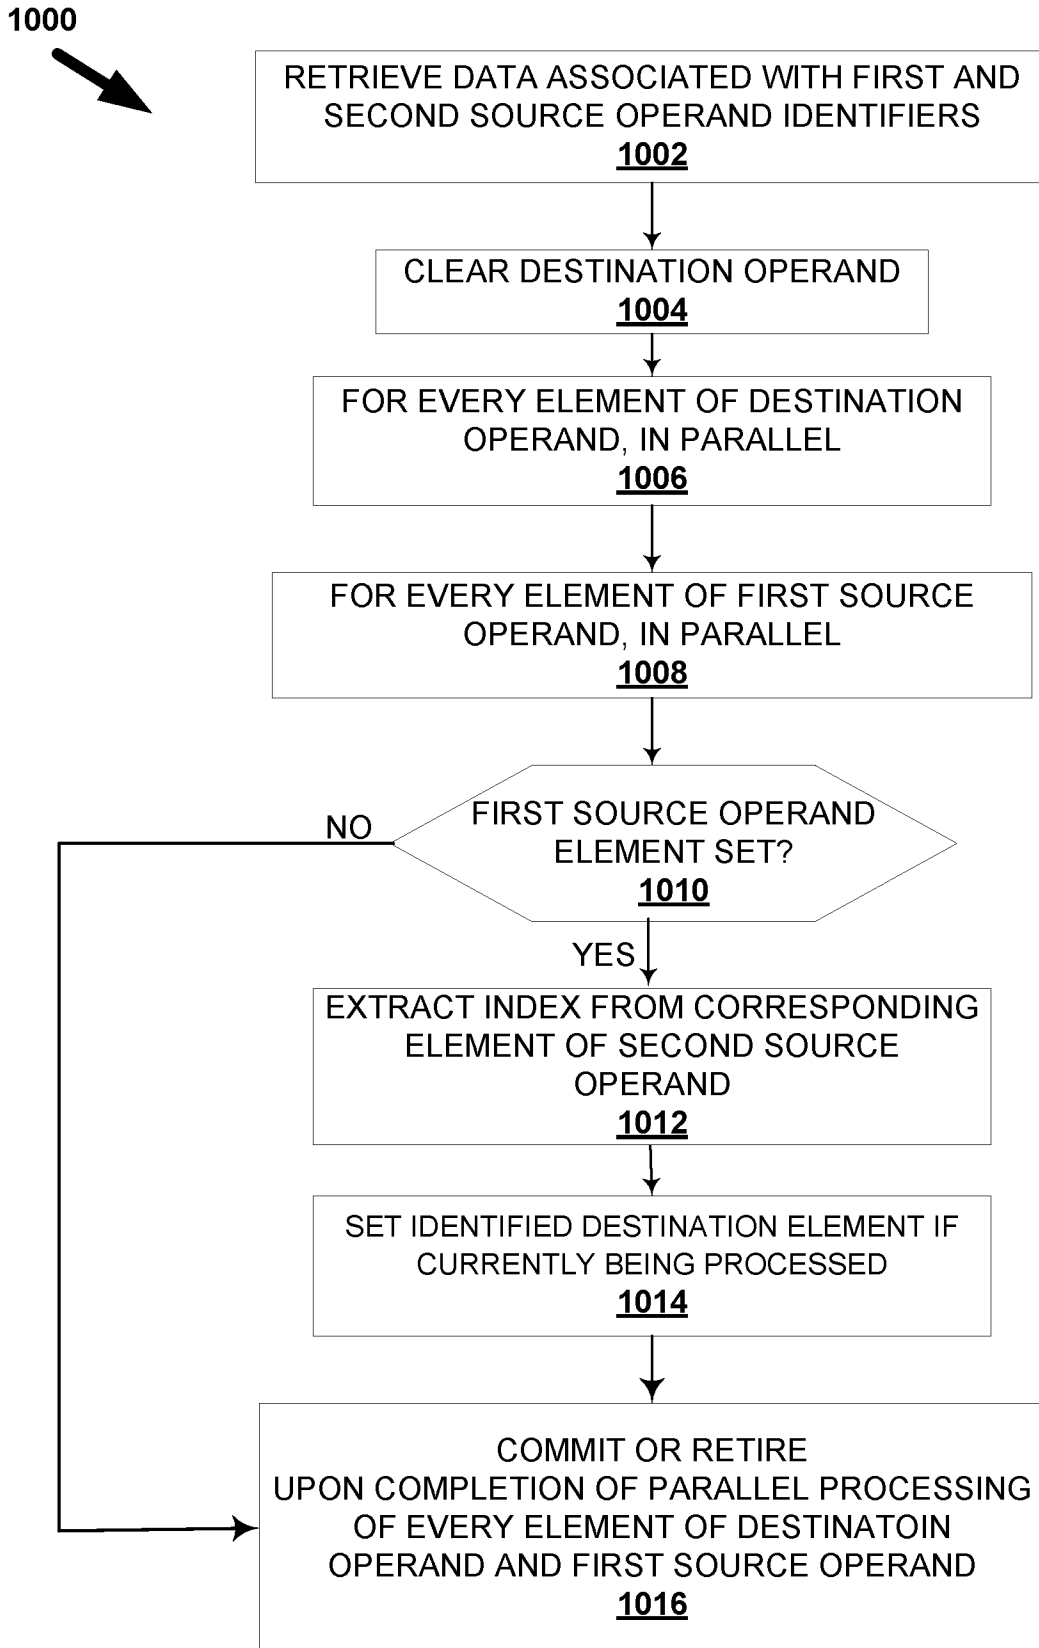 1000
RETRIEVE DATA ASSOCIATED WITH FIRST AND
SECOND SOURCE OPERAND IDENTIFIERS
1002
CLEAR DESTINATION OPERAND
1004
FOR EVERY ELEMENT OF DESTINATION
OPERAND, IN PARALLEL
1006
FOR EVERY ELEMENT OF FIRST SOURCE
OPERAND, IN PARALLEL
1008
FIRST SOURCE OPERAND
ELEMENT SET?
1010
NO
YES
EXTRACT INDEX FROM CORRESPONDING
ELEMENT OF SECOND SOURCE
OPERAND
1012
SET IDENTIFIED DESTINATION ELEMENT IF
CURRENTLY BEING PROCESSED
1014
COMMIT OR RETIRE
UPON COMPLETION OF PARALLEL PROCESSING
OF EVERY ELEMENT OF DESTINATOIN
OPERAND AND FIRST SOURCE OPERAND
1016